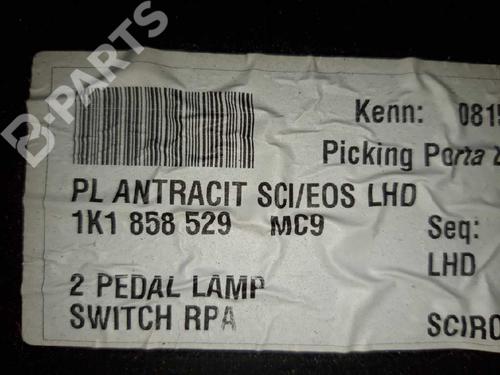 B-PARTS
Kenn: 0815
Picking Porta
PL ANTRACIT SCI/EOS LHD
1K1 858 529 MC9
Seq:
LHD
2 PEDAL LAMP
SWITCH RPA
SCIRO